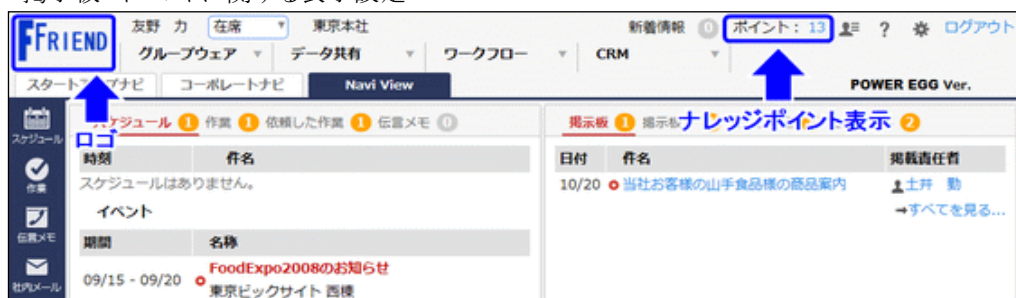 FFRIEND
友野 力 在席 東京本社 新着情報 0 ポイント: 13 ? ログアウト
グループウェア データ共有 ワークフロー CRM
コーポレートナビ Navi View POWER EGG Ver.
スケジュール 1 作業 1 依頼した作業 1 伝言メモ 0
掲示板 1 2
ロゴ
ナレッジポイント表示
スケジュール
作業
伝言メモ
社内メール
時刻 件名
スケジュールはありません。
イベント
期間 名称
09/15 - 09/20 FoodExpo2008のお知らせ
東京ビックサイト 西棟
日付 件名 掲載責任者
10/20 当社お客様の山手食品様の商品案内 土井 勤
➞すべてを見る...